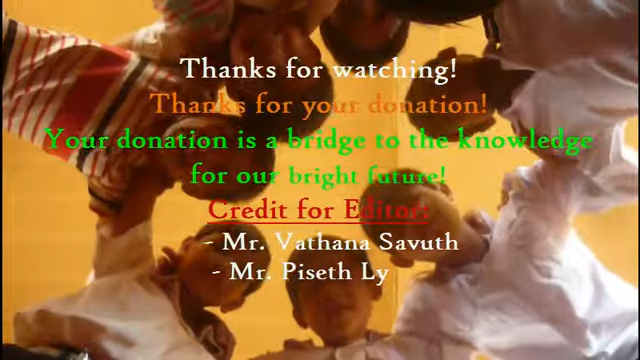 Thanks for watching!
Thanks for your donation!
Your donation is a bridge to the knowledge
for our bright future!
Credit for Editor:
- Mr. Vathana Savuth
- Mr. Piseth Ly